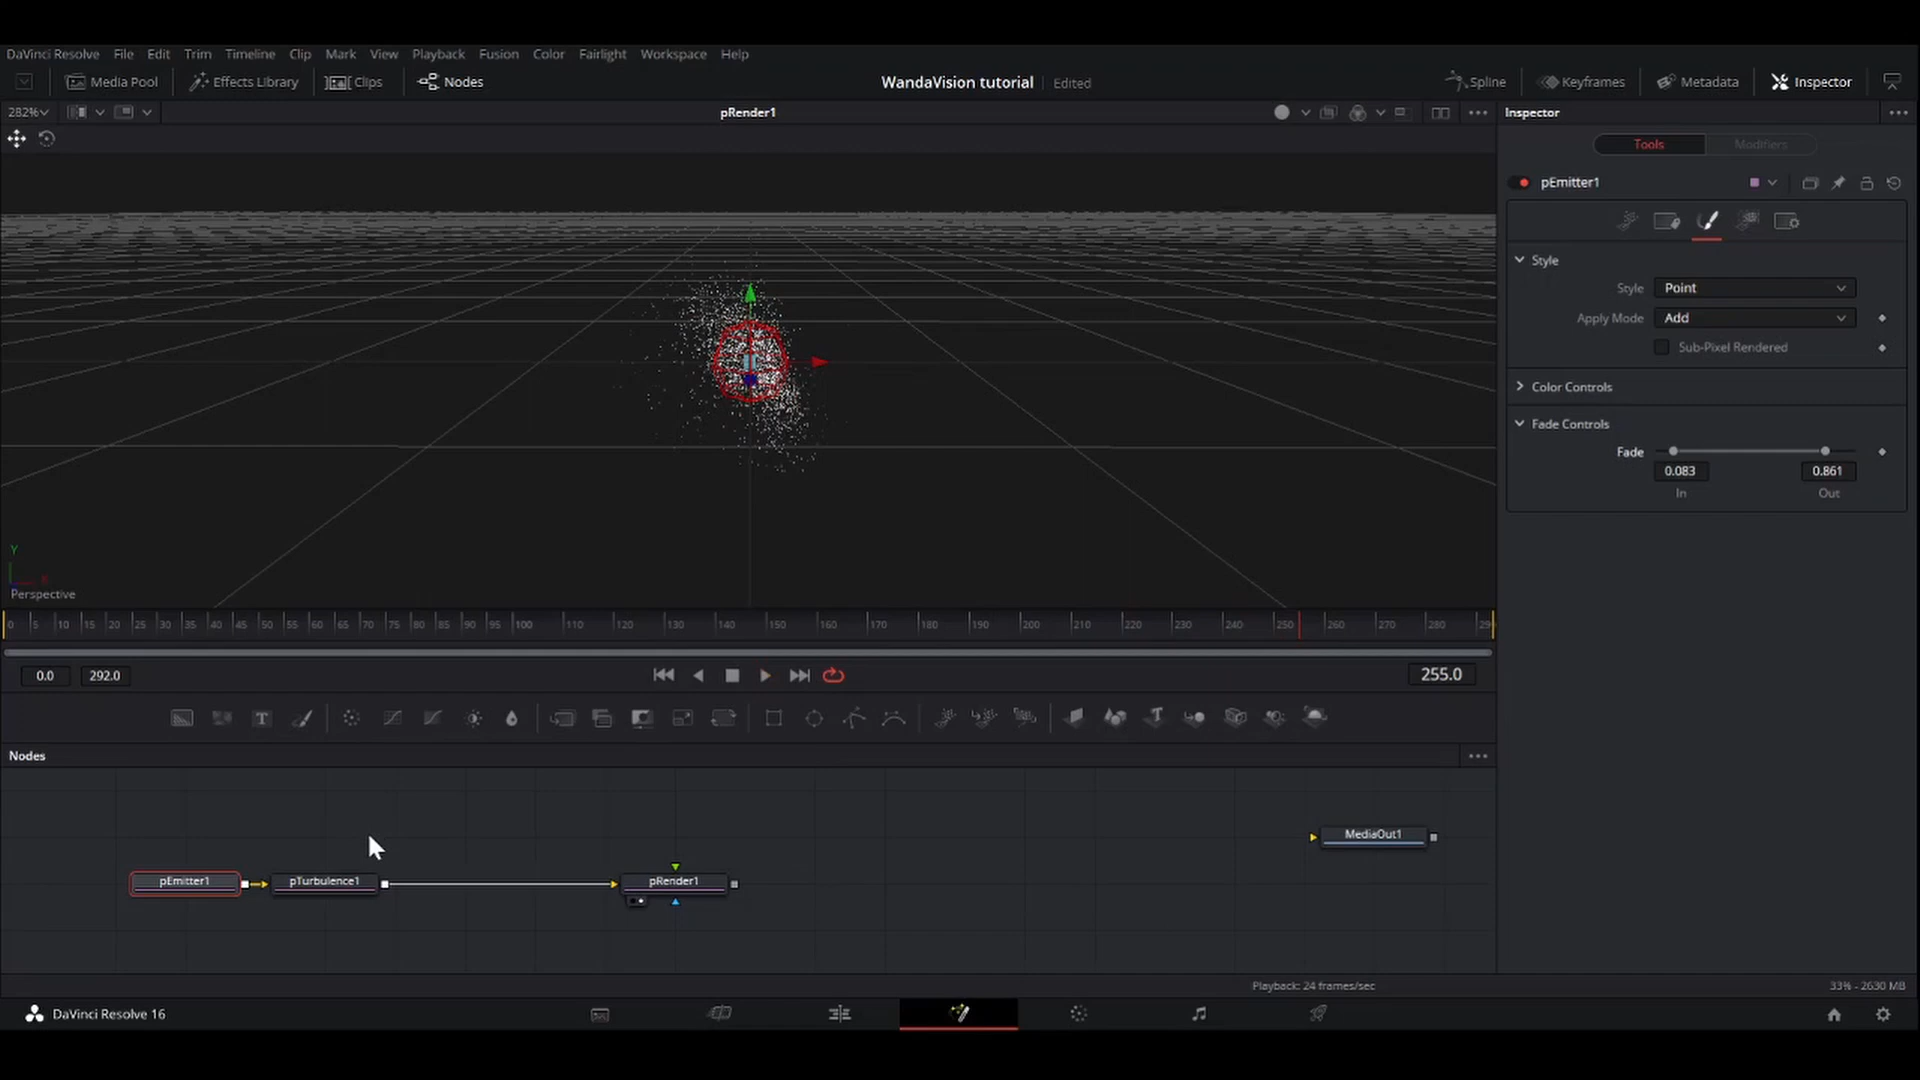 DaVinci Resolve File Edit Trim Timeline Clip Mark View Playback Fusion Color Fairlight Workspace Help
Media Pool Effects Library Clips Nodes WandaVision tutorial Edited Spline Keyframes Metadata Inspector
282% pRender1 Inspector
Tools Modifiers
pEmitter1
Style
Style Point
Apply Mode Add
Sub-Pixel Rendered
Color Controls
Fade Controls
Fade
0.083 0.861
In Out
Y
Perspective
0 5 10 15 20 25 30 35 40 45 50 55 60 65 70 75 80 85 90 95 100 110 120 130 140 150 160 170 180 190 200 210 220 230 240 250 260 270 280 29
0.0 292.0 255.0
T T
Nodes
MediaOut1
pEmitter1 pTurbulence1 pRender1
Playback: 24 frames/sec 33% - 2630 MB
DaVinci Resolve 16